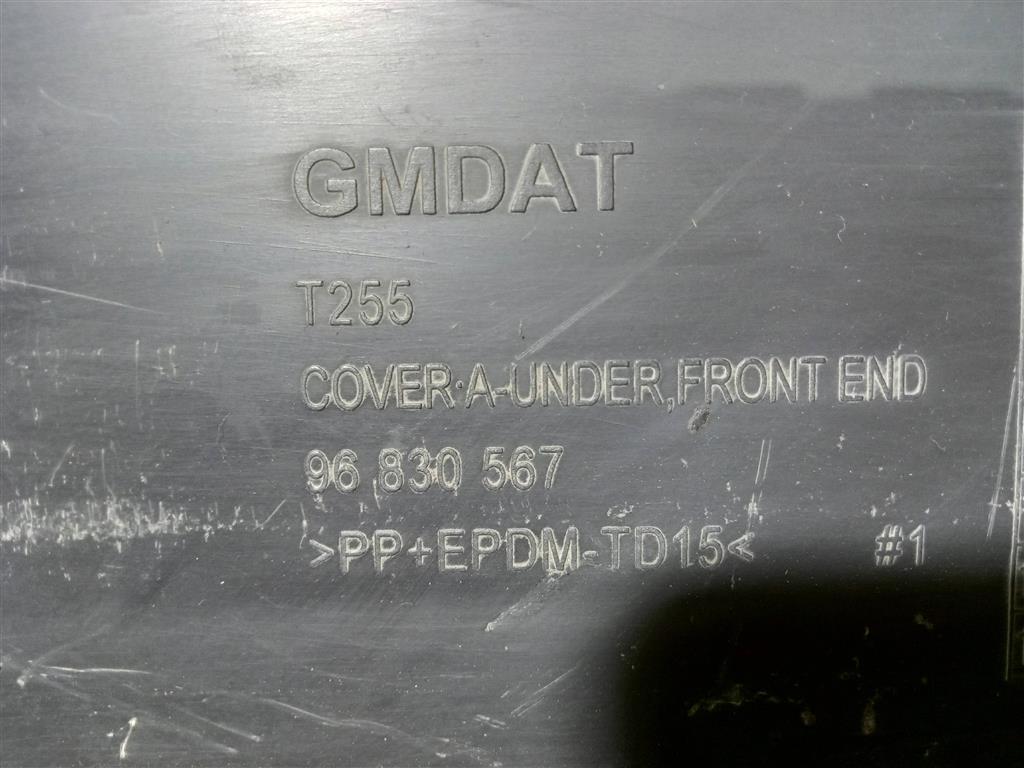 GMDAT
T255
COVER·A-UNDER,FRONT END
96 830 567
>PP+EPDM-TD15< #1